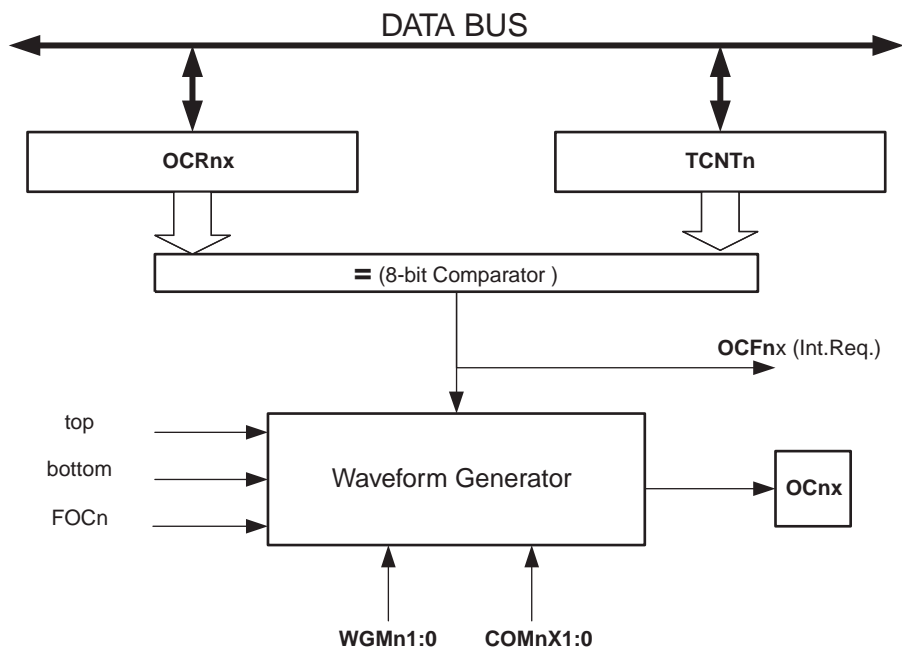 DATA BUS
OCRnx
TCNTn
= (8-bit Comparator )
OCFnx (Int.Req.)
top
bottom
FOCn
Waveform Generator
OCnx
WGMn1:0
COMnX1:0